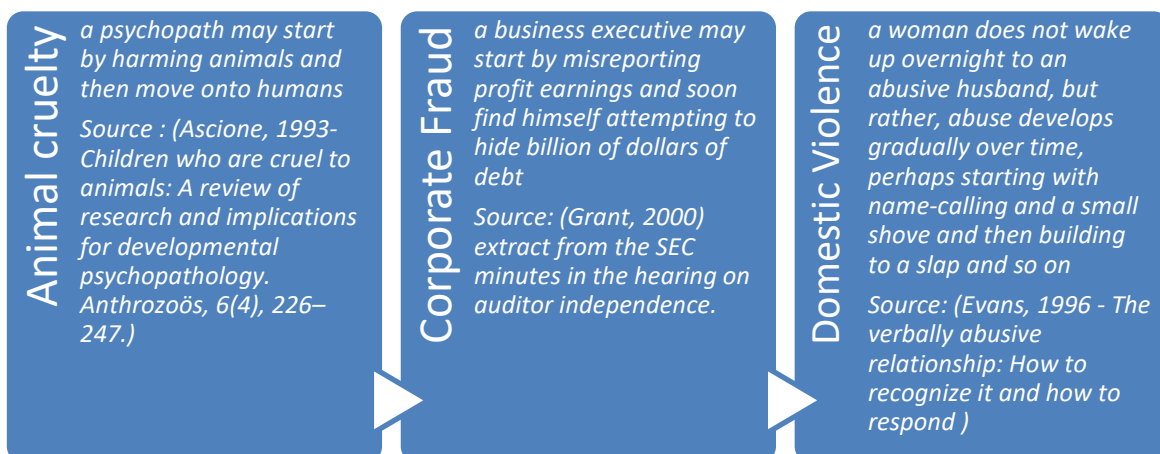 Animal cruelty
a psychopath may start
by harming animals and
then move onto humans
Source : (Ascione, 1993-
Children who are cruel to
animals: A review of
research and implications
for developmental
psychopathology.
Anthrozoös, 6(4), 226–
247.)
Corporate Fraud
a business executive may
start by misreporting
profit earnings and soon
find himself attempting to
hide billion of dollars of
debt
Source: (Grant, 2000)
extract from the SEC
minutes in the hearing on
auditor independence.
Domestic Violence
a woman does not wake
up overnight to an
abusive husband, but
rather, abuse develops
gradually over time,
perhaps starting with
name-calling and a small
shove and then building
to a slap and so on
Source: (Evans, 1996 - The
verbally abusive
relationship: How to
recognize it and how to
respond )